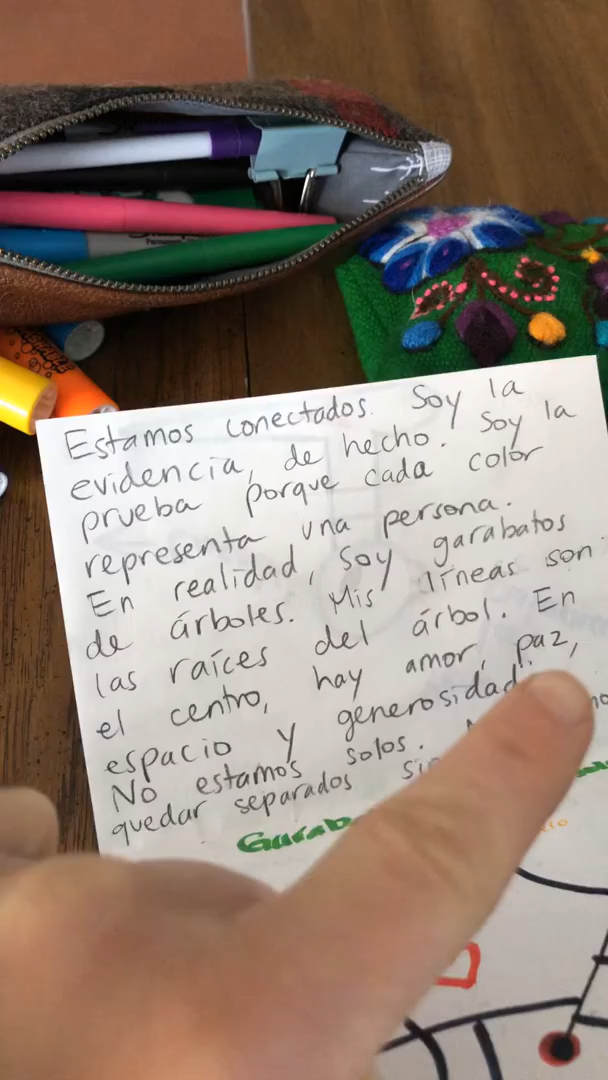 Estamos conectados. Soy la
evidencia, de hecho. Soy la
prueba porque cada color
representa una persona.
En realidad, soy garabatos
de árboles. Mis líneas son
las raíces del árbol. En
el centro, hay amor, paz,
espacio y generosidad
No estamos solos.
quedar separados